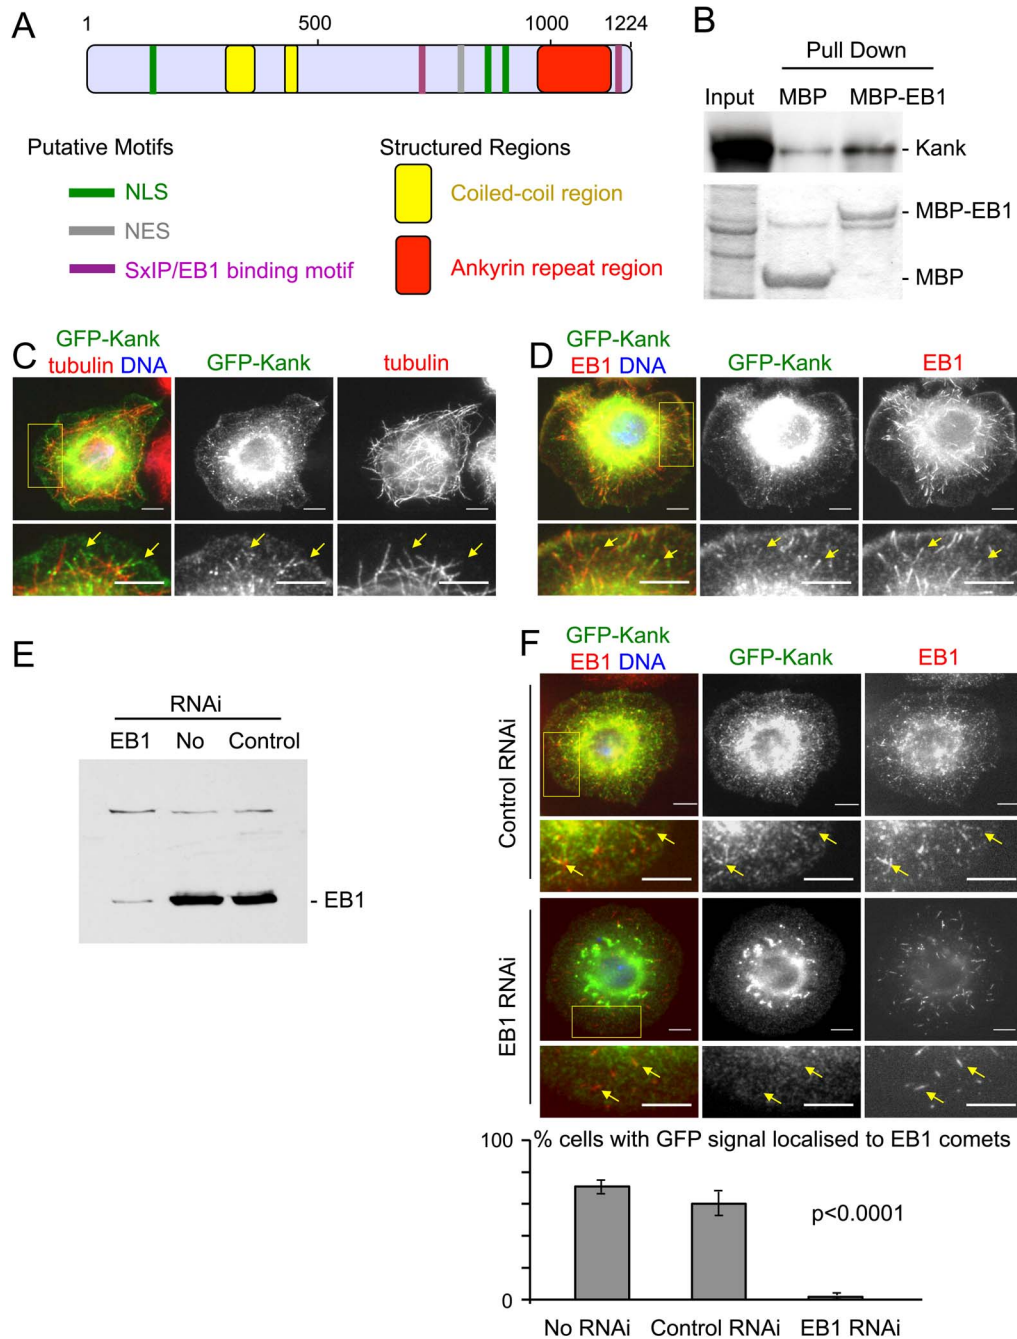 A
1 500 1000 1224
Putative Motifs
NLS
NES
SxIP/EB1 binding motif
Structured Regions
Coiled-coil region
Ankyrin repeat region
B
Pull Down
Input MBP MBP-EB1
- Kank
- MBP-EB1
- MBP
C
GFP-Kank
tubulin DNA
GFP-Kank
tubulin
D
GFP-Kank
EB1 DNA
GFP-Kank
EB1
E
RNAi
EB1 No Control
- EB1
F
GFP-Kank
EB1 DNA
GFP-Kank
EB1
Control RNAi
EB1 RNAi
100
% cells with GFP signal localised to EB1 comets
p<0.0001
0
No RNAi Control RNAi EB1 RNAi